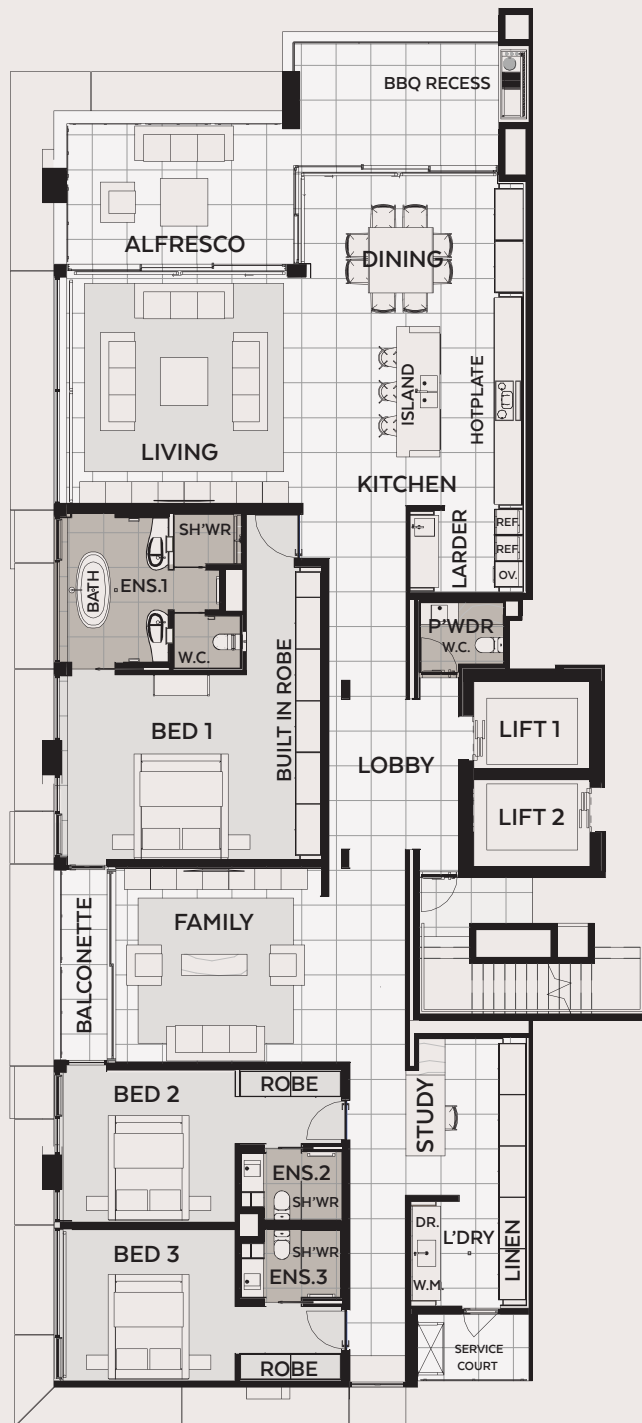 BBQ RECESS
ALFRESCO
DINING
ISLAND
HOTPLATE
LIVING
KITCHEN
LARDER
REF.
REF.
OV.
SH'WR
BATH
ENS.1
W.C.
P'WDR
W.C.
BUILT IN ROBE
BED 1
LOBBY
LIFT 1
LIFT 2
FAMILY
BALCONETTE
BED 2
ROBE
STUDY
ENS.2
SH'WR
DR.
L'DRY
LINEN
BED 3
SH'WR
ENS.3
W.M.
ROBE
SERVICE
COURT